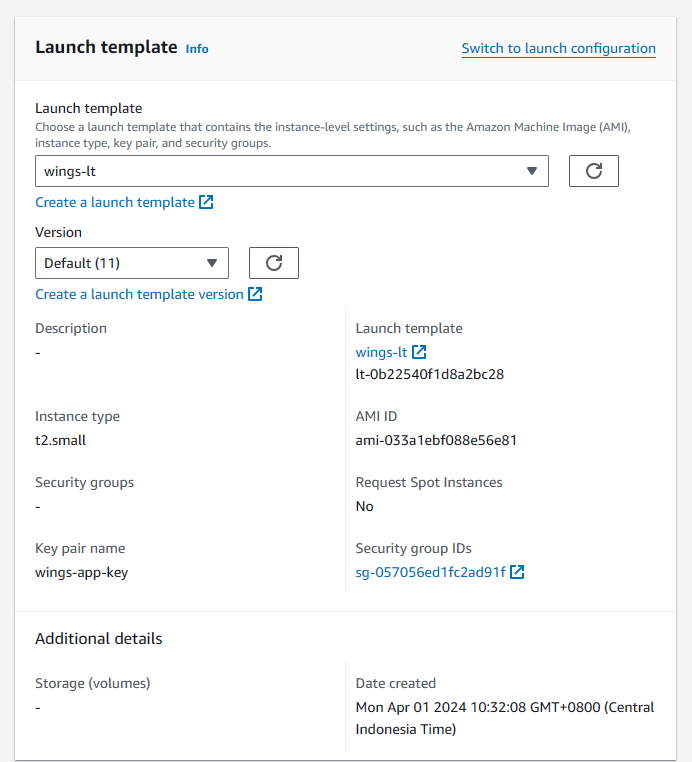 Launch template Info
Switch to launch configuration
Launch template
Choose a launch template that contains the instance-level settings, such as the Amazon Machine Image (AMI),
instance type, key pair, and security groups.
wings-lt
Create a launch template
Version
Default (11)
Create a launch template version
Description
-
Launch template
wings-lt
lt-0b22540f1d8a2bc28
Instance type
t2.small
AMI ID
ami-033a1ebf088e56e81
Security groups
-
Request Spot Instances
No
Key pair name
wings-app-key
Security group IDs
sg-057056ed1fc2ad91f
Additional details
Storage (volumes)
-
Date created
Mon Apr 01 2024 10:32:08 GMT+0800 (Central
Indonesia Time)